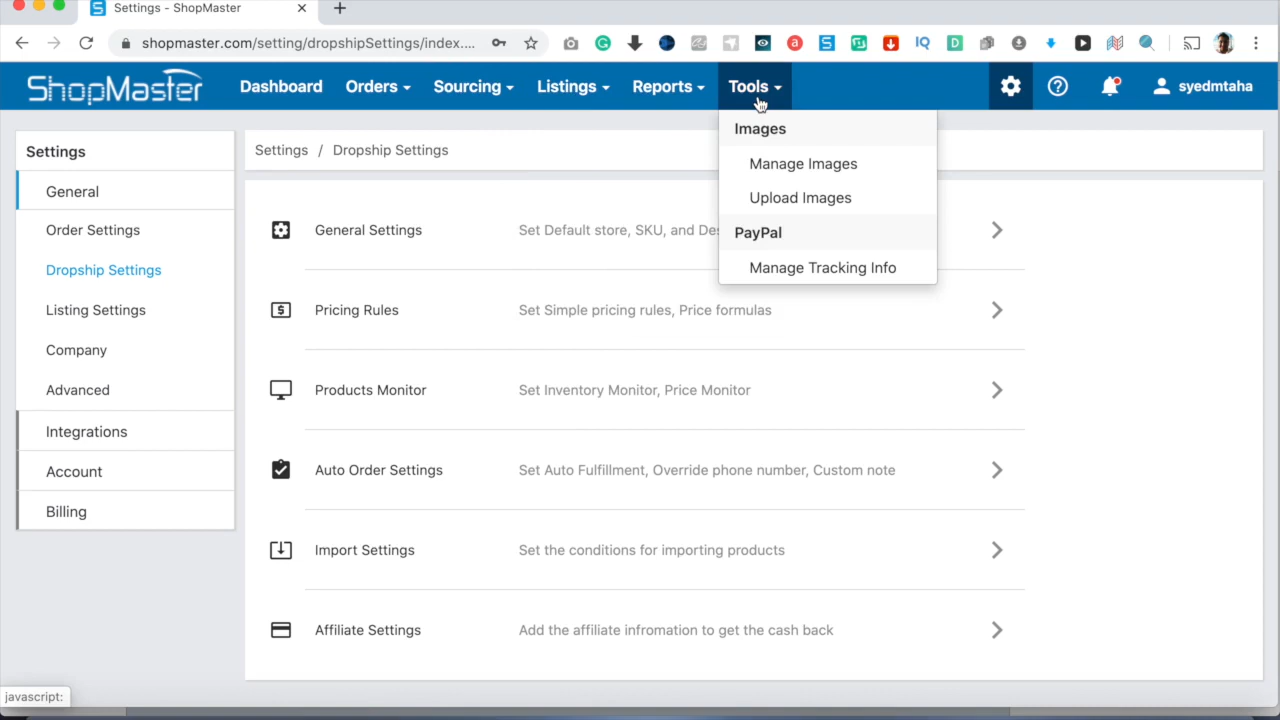 Settings - ShopMaster
shopmaster.com/setting/dropshipSettings/index....
ShopMaster
Dashboard
Orders
Sourcing
Listings
Reports
Tools
syedmtaha
Images
Manage Images
Upload Images
PayPal
Manage Tracking Info
Settings
General
Order Settings
Dropship Settings
Listing Settings
Company
Advanced
Integrations
Account
Billing
Settings / Dropship Settings
General Settings
Set Default store, SKU, and Des
Pricing Rules
Set Simple pricing rules, Price formulas
Products Monitor
Set Inventory Monitor, Price Monitor
Auto Order Settings
Set Auto Fulfillment, Override phone number, Custom note
Import Settings
Set the conditions for importing products
Affiliate Settings
Add the affiliate infromation to get the cash back
javascript: